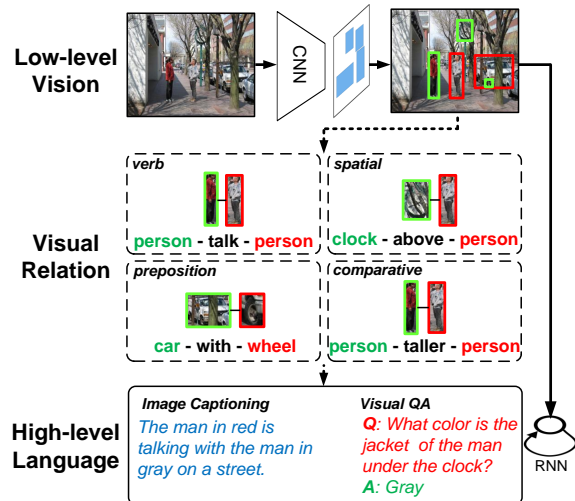 Low-level
Vision
CNN
verb
person - talk - person
spatial
clock - above - person
Visual
Relation
preposition
car - with - wheel
comparative
person - taller - person
High-level
Language
Image Captioning
The man in red is
talking with the man in
gray on a street.
Visual QA
Q: What color is the
jacket of the man
under the clock?
A: Gray
RNN